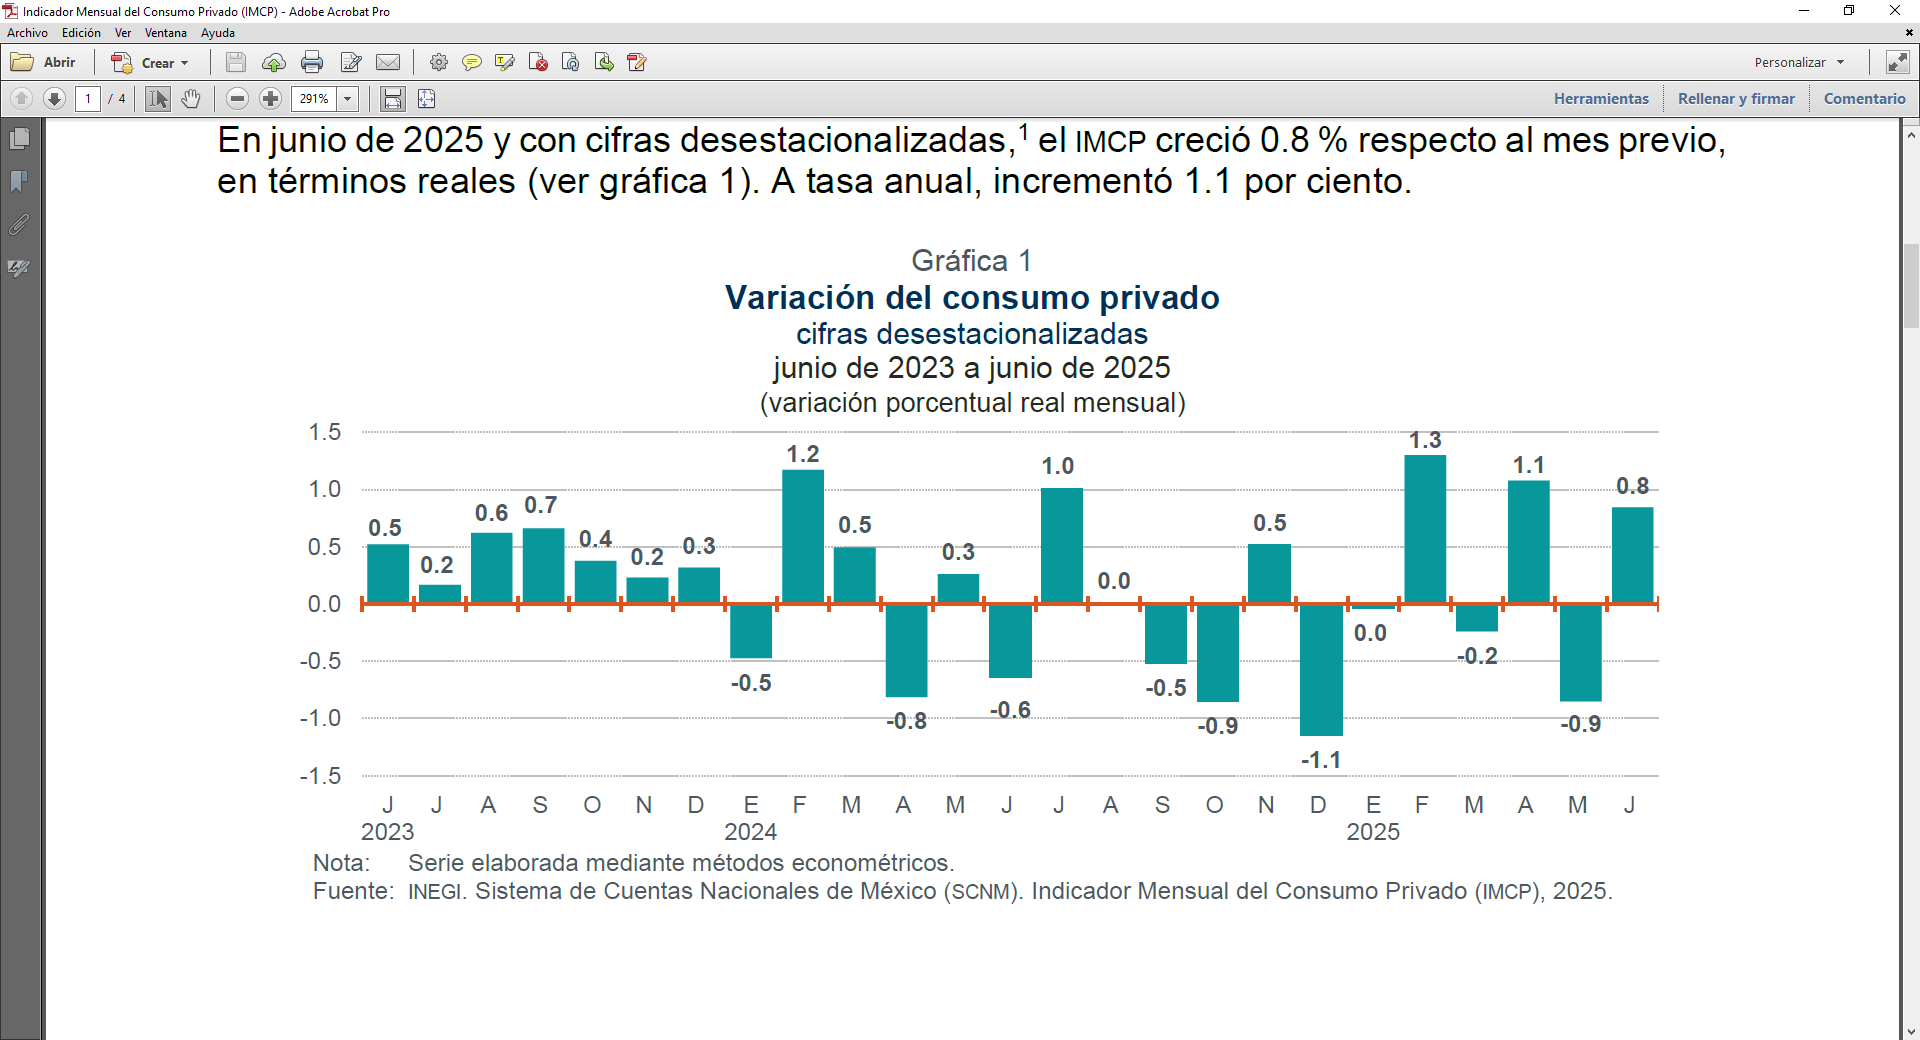 Indicador Mensual del Consumo Privado (IMCP) - Adobe Acrobat Pro
Archivo Edición Ver Ventana Ayuda
Abrir Crear Personalizar
1 / 4 291% Herramientas Rellenar y firmar Comentario
En junio de 2025 y con cifras desestacionalizadas,1 el IMCP creció 0.8 % respecto al mes previo,
en términos reales (ver gráfica 1). A tasa anual, incrementó 1.1 por ciento.
Gráfica 1
Variación del consumo privado
cifras desestacionalizadas
junio de 2023 a junio de 2025
(variación porcentual real mensual)
1.5
1.0
0.5
0.0
-0.5
-1.0
-1.5
0.5 0.2 0.6 0.7 0.4 0.2 0.3 -0.5 1.2 0.5 -0.8 0.3 -0.6 1.0 0.0 -0.5 -0.9 0.5 -1.1 0.0 1.3 -0.2 1.1 -0.9 0.8
J J A S O N D E F M A M J J A S O N D E F M A M J
2023 2024 2025
Nota: Serie elaborada mediante métodos econométricos.
Fuente: INEGI. Sistema de Cuentas Nacionales de México (SCNM). Indicador Mensual del Consumo Privado (IMCP), 2025.